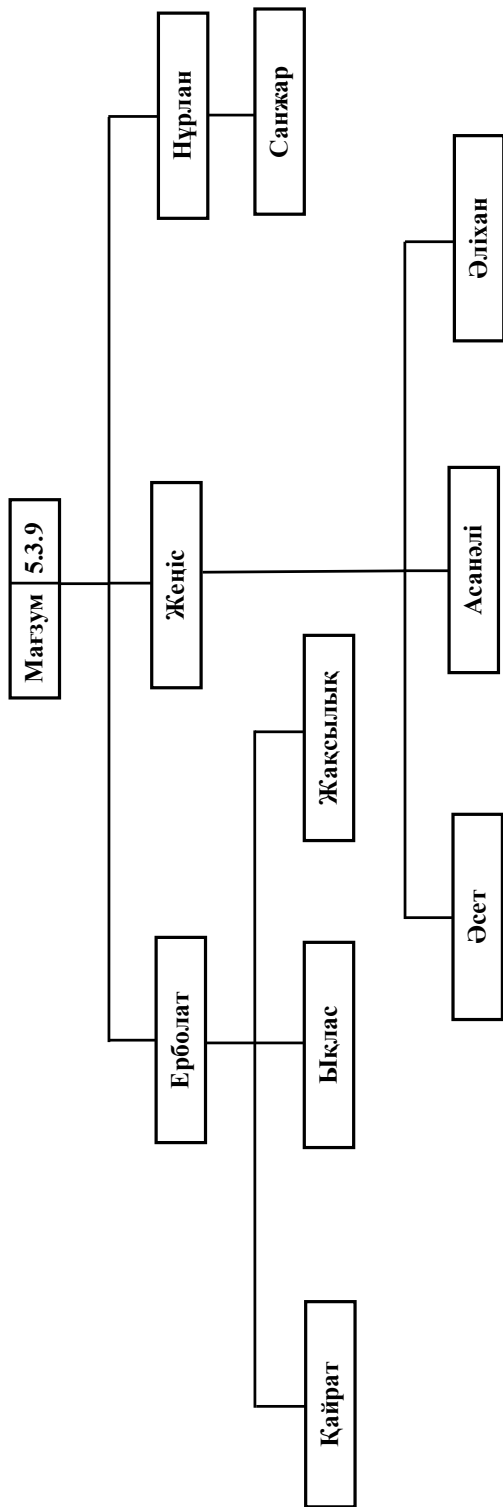 Мағзум 5.3.9
Ерболат
Жеңіс
Нұрлан
Қайрат
Ықлас
Жақсылық
Санжар
Әсет
Асанәлі
Әліхан